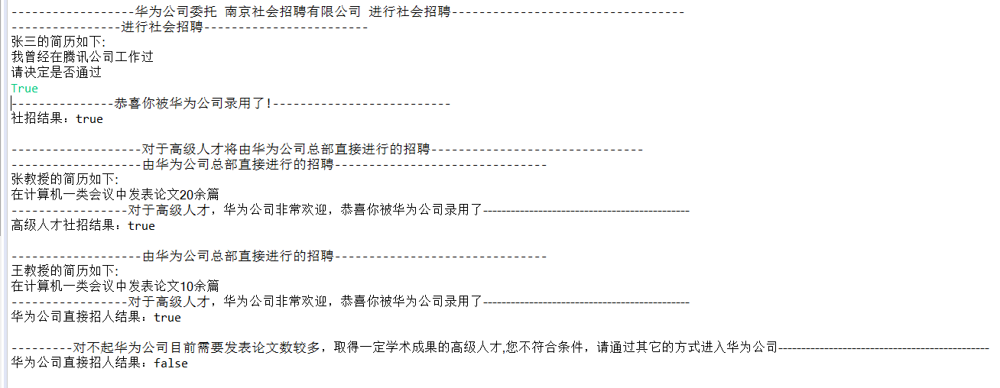 ------------------华为公司委托 南京社会招聘有限公司 进行社会招聘----------------------------------
----------------进行社会招聘------------------------
张三的简历如下:
我曾经在腾讯公司工作过
请决定是否通过
True
---------------恭喜你被华为公司录用了!--------------------------
社招结果: true
-------------------对于高级人才将由华为公司总部直接进行的招聘-------------------------------
-------------------由华为公司总部直接进行的招聘-------------------------------
张教授的简历如下:
在计算机一类会议中发表论文20余篇
-----------------对于高级人才，华为公司非常欢迎，恭喜你被华为公司录用了----------------------------------------------
高级人才社招结果: true
-------------------由华为公司总部直接进行的招聘-------------------------------
王教授的简历如下:
在计算机一类会议中发表论文10余篇
-----------------对于高级人才，华为公司非常欢迎，恭喜你被华为公司录用了----------------------------------------------
华为公司直接招人结果: true
---------对不起华为公司目前需要发表论文数较多，取得一定学术成果的高级人才,您不符合条件，请通过其它的方式进入华为公司-----------------------------------------------
华为公司直接招人结果: false